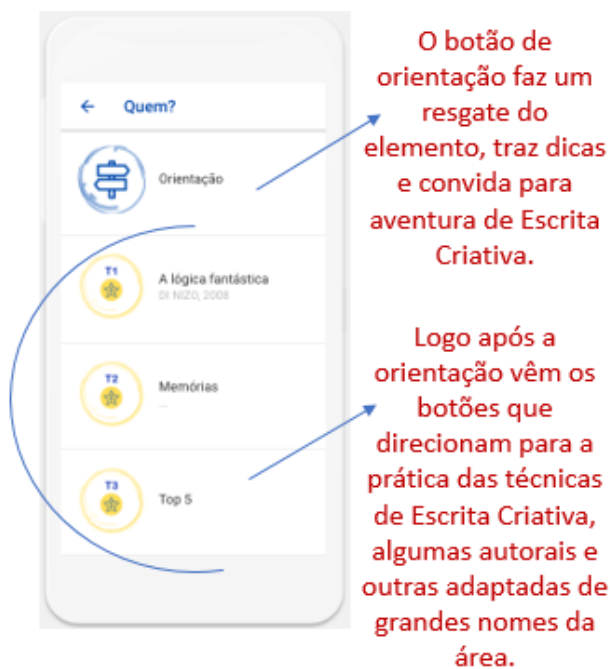 ← Quem?
Orientação
T1
A lógica fantástica
DI NIZO, 2008
T2
Memórias
...
T3
Top 5
O botão de
orientação faz um
resgate do
elemento, traz dicas
e convida para
aventura de Escrita
Criativa.
Logo após a
orientação vêm os
botões que
direcionam para a
prática das técnicas
de Escrita Criativa,
algumas autorais e
outras adaptadas de
grandes nomes da
área.